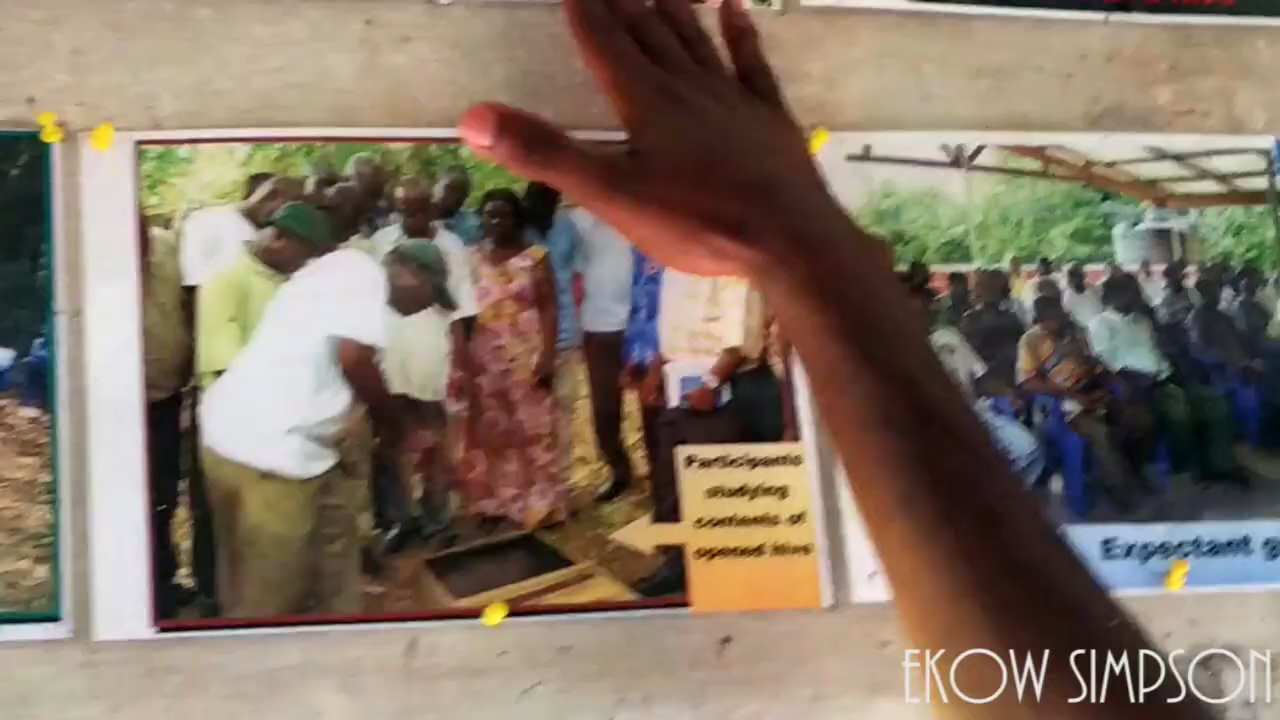 Participants
studying
contents of
opened hive
Expectant
EKOW SIMPSON